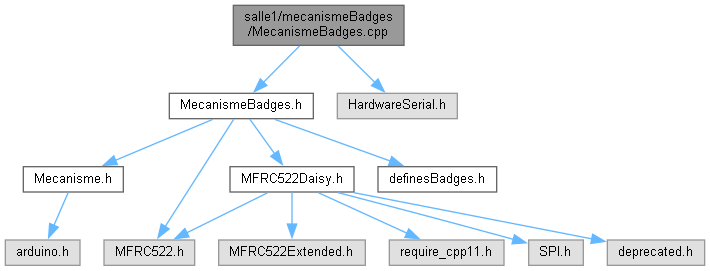 salle1/mecanismeBadges
/MecanismeBadges.cpp
MecanismeBadges.h
HardwareSerial.h
Mecanisme.h
MFRC522Daisy.h
definesBadges.h
arduino.h
MFRC522.h
MFRC522Extended.h
require_cpp11.h
SPI.h
deprecated.h